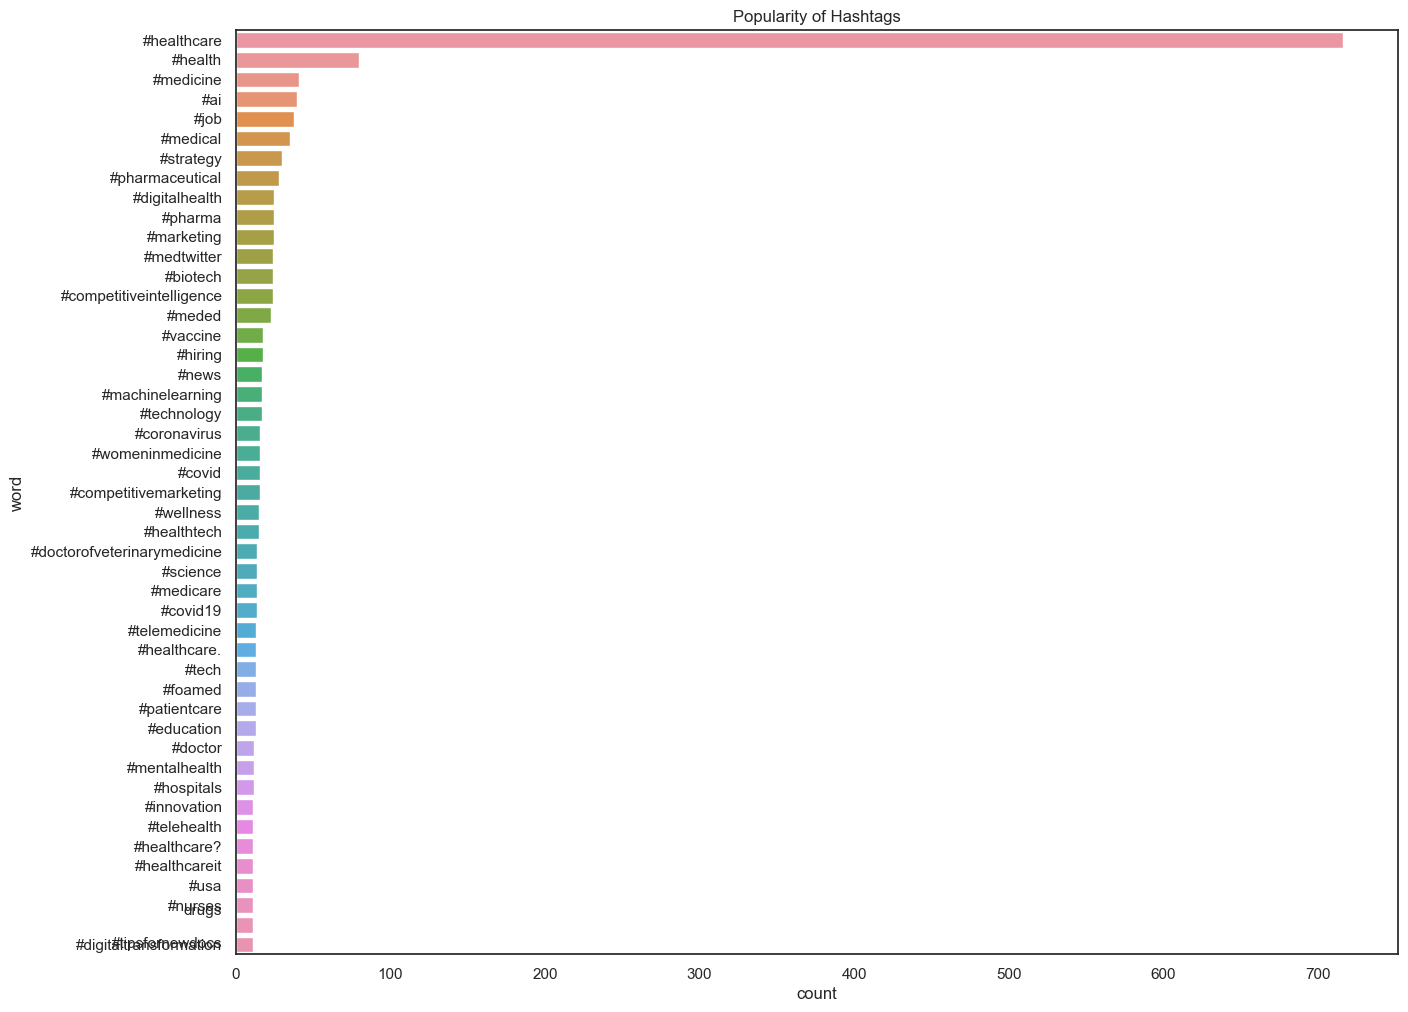 Popularity of Hashtags
#healthcare
#health
#medicine
#ai
#job
#medical
#strategy
#pharmaceutical
#digitalhealth
#pharma
#marketing
#medtwitter
#biotech
#competitiveintelligence
#meded
#vaccine
#hiring
#news
#machinelearning
#technology
#coronavirus
#womeninmedicine
#covid
#competitivemarketing
#wellness
#healthtech
#doctorofveterinarymedicine
#science
#medicare
#covid19
#telemedicine
#healthcare.
#tech
#foamed
#patientcare
#education
#doctor
#mentalhealth
#hospitals
#innovation
#telehealth
#healthcare?
#healthcareit
#usa
#nurses
drugs
#tipsfornewdocs
#digitaltransformation
word
0 100 200 300 400 500 600 700
count